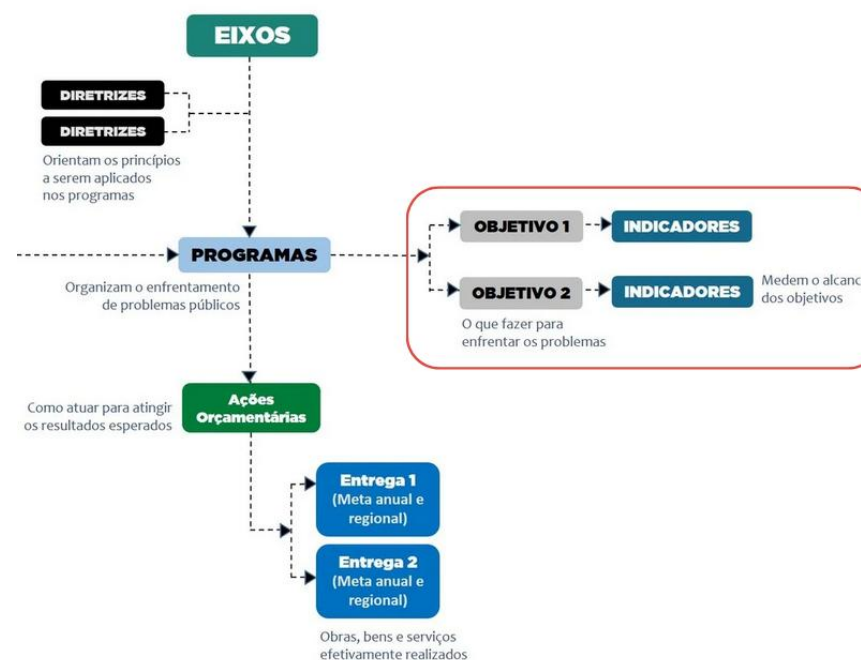 EIXOS
DIRETRIZES
DIRETRIZES
Orientam os princípios
a serem aplicados
nos programas
PROGRAMAS
Organizam o enfrentamento
de problemas públicos
OBJETIVO 1
INDICADORES
OBJETIVO 2
INDICADORES
Medem o alcanc
dos objetivos
O que fazer para
enfrentar os problemas
Como atuar para atingir
os resultados esperados
Ações
Orçamentárias
Entrega 1
(Meta anual e
regional)
Entrega 2
(Meta anual e
regional)
Obras, bens e serviços
efetivamente realizados